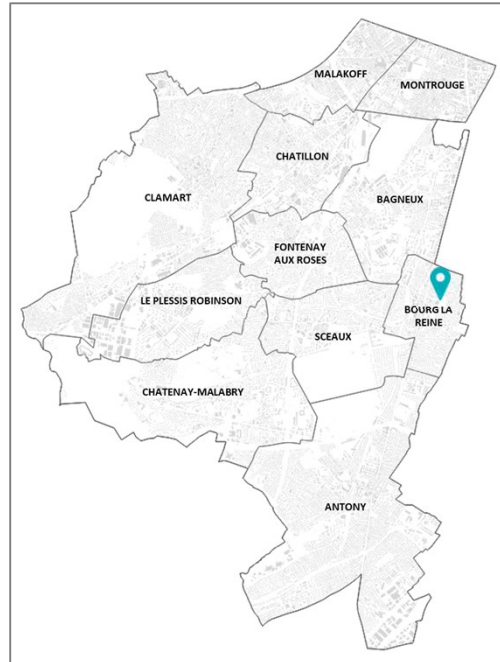 MALAKOFF
MONTROUGE
CHATILLON
CLAMART
BAGNEUX
FONTENAY
AUX ROSES
LE PLESSIS ROBINSON
BOURG LA
REINE
SCEAUX
CHATENAY-MALABRY
ANTONY